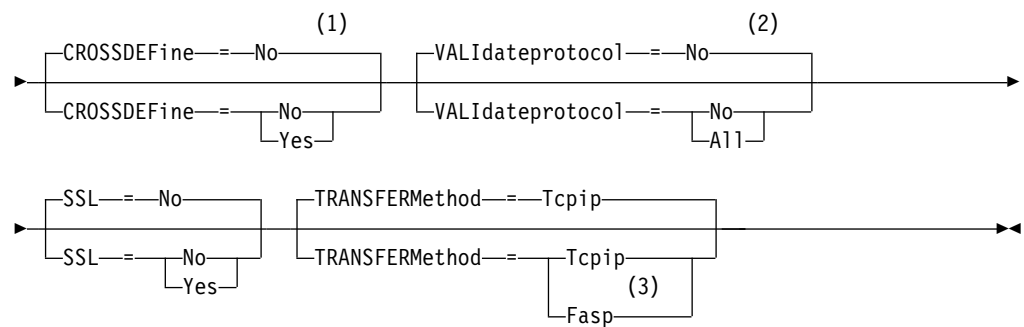 (1) (2)
CROSSDEFine = No VALIdateprotocol = No
CROSSDEFine = No VALIdateprotocol = No
Yes All
SSL = No TRANSFERMethod = Tcpip
SSL = No TRANSFERMethod = Tcpip
Yes (3)
Fasp